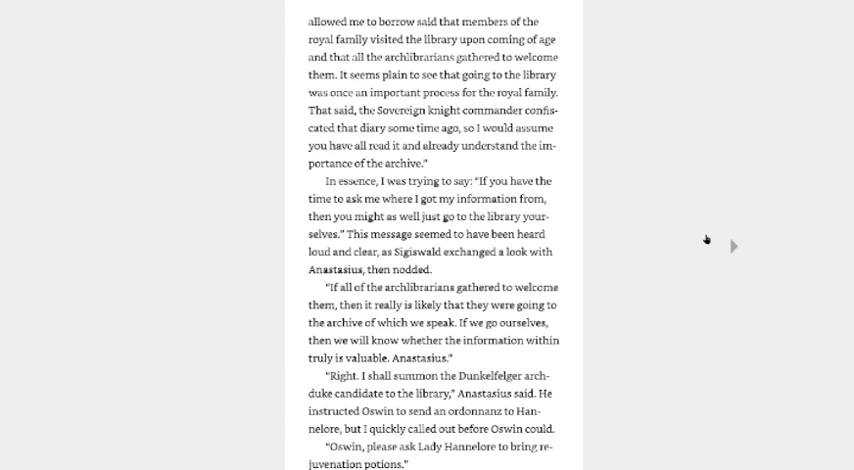 allowed me to borrow said that members of the
royal family visited the library upon coming of age
and that all the archlibrarians gathered to welcome
them. It seems plain to see that going to the library
was once an important process for the royal family.
That said, the Sovereign knight commander confis-
cated that diary some time ago, so I would assume
you have all read it and already understand the im-
portance of the archive.”
In essence, I was trying to say: “If you have the
time to ask me where I got my information from,
then you might as well just go to the library your-
selves.” This message seemed to have been heard
loud and clear, as Sigiswald exchanged a look with
Anastasius, then nodded.
“If all of the archlibrarians gathered to welcome
them, then it really is likely that they were going to
the archive of which we speak. If we go ourselves,
then we will know whether the information within
truly is valuable. Anastasius.”
“Right. I shall summon the Dunkelfelger arch-
duke candidate to the library,” Anastasius said. He
instructed Oswin to send an ordonnanz to Han-
nelore, but I quickly called out before Oswin could.
“Oswin, please ask Lady Hannelore to bring re-
juvenation potions.”